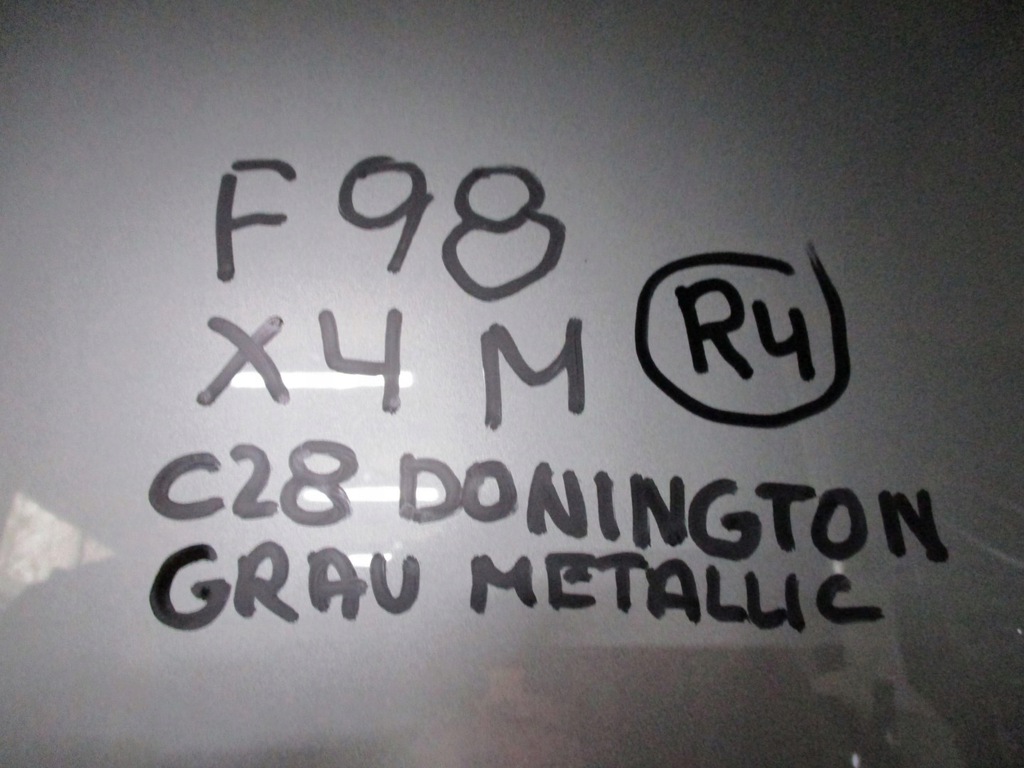 F98
X4 M
R4
C28 DONINGTON
GRAU METALLIC